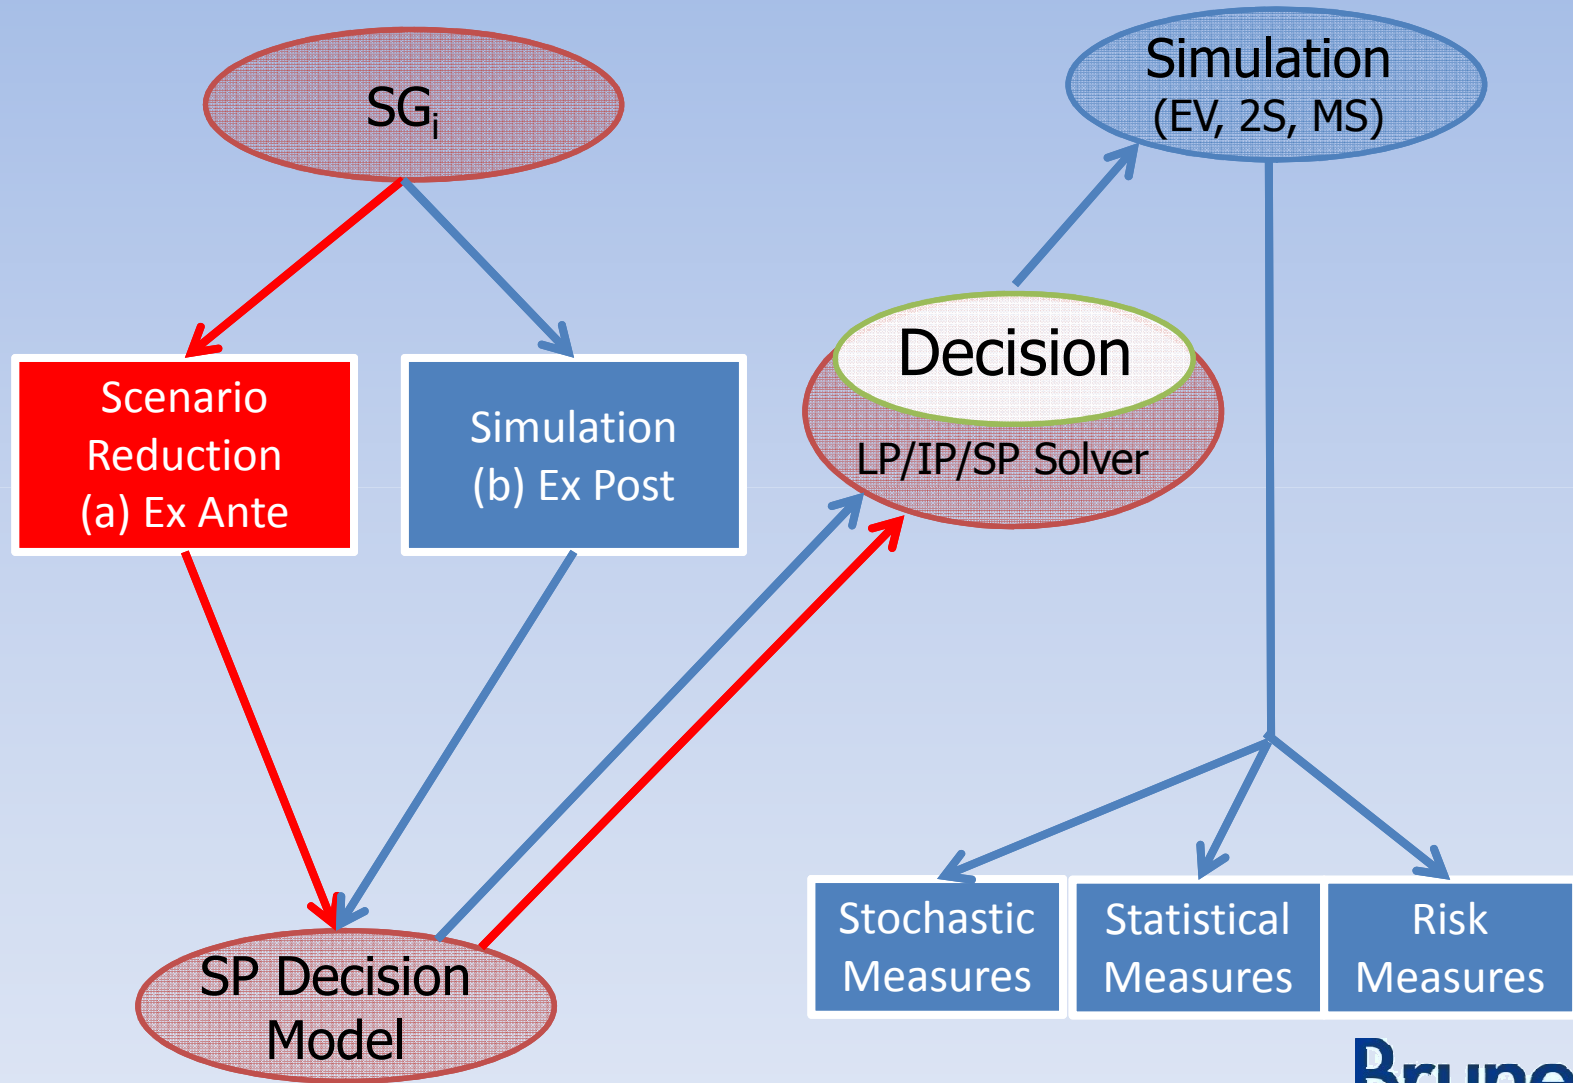 SGi
Simulation
(EV, 2S, MS)
Scenario
Reduction
(a) Ex Ante
Simulation
(b) Ex Post
Decision
LP/IP/SP Solver
SP Decision
Model
Stochastic
Measures
Statistical
Measures
Risk
Measures